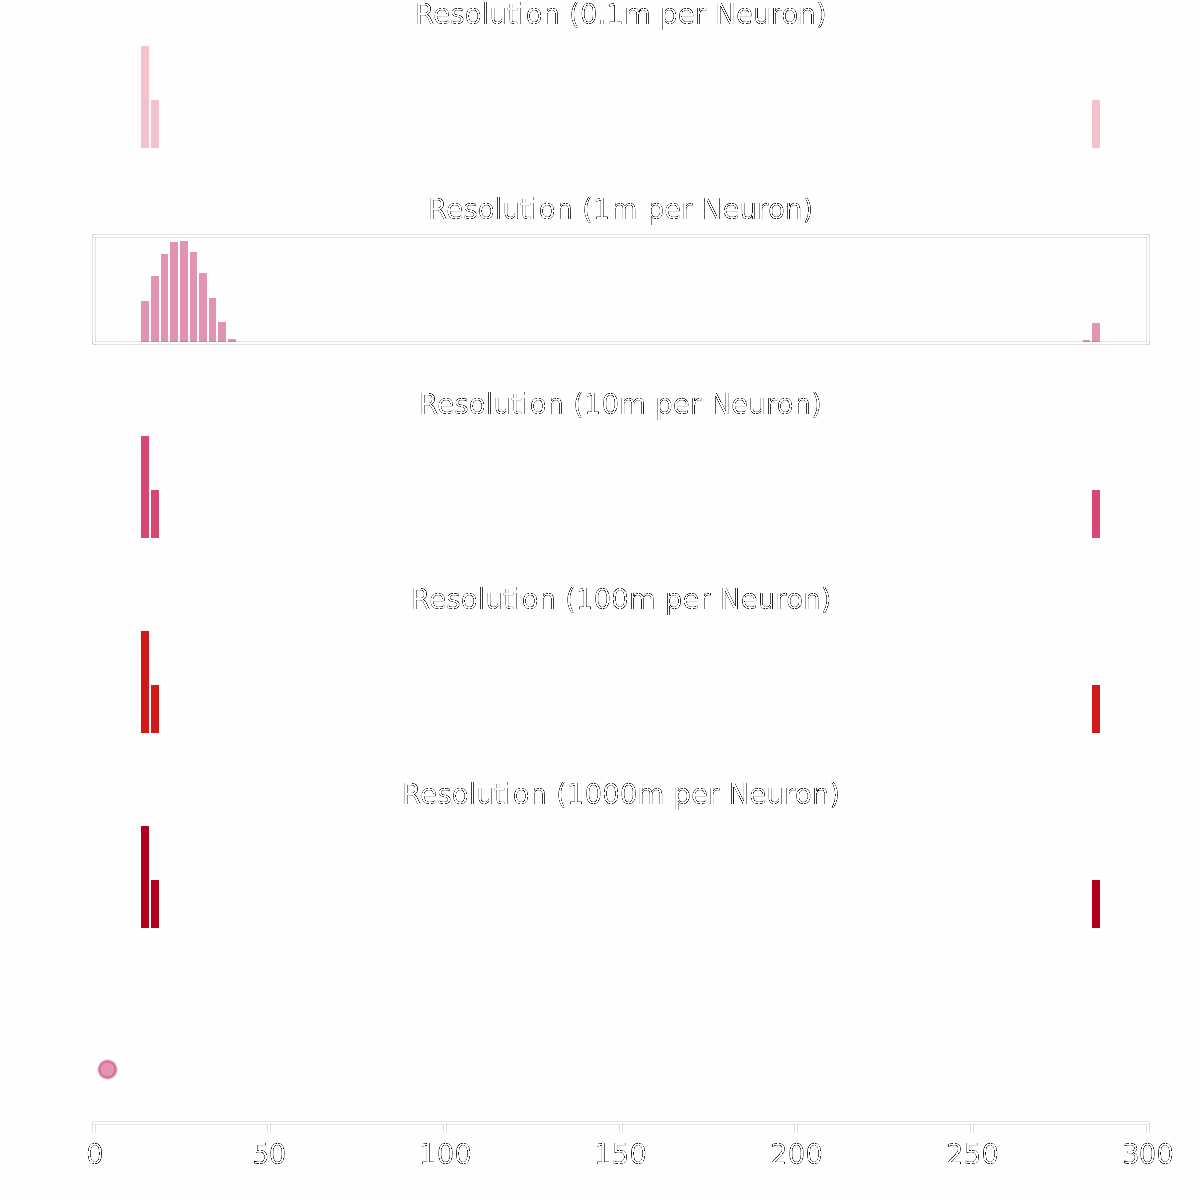 Resolution (0.1m per Neuron)
Resolution (1m per Neuron)
Resolution (10m per Neuron)
Resolution (100m per Neuron)
Resolution (1000m per Neuron)
0 50 100 150 200 250 300